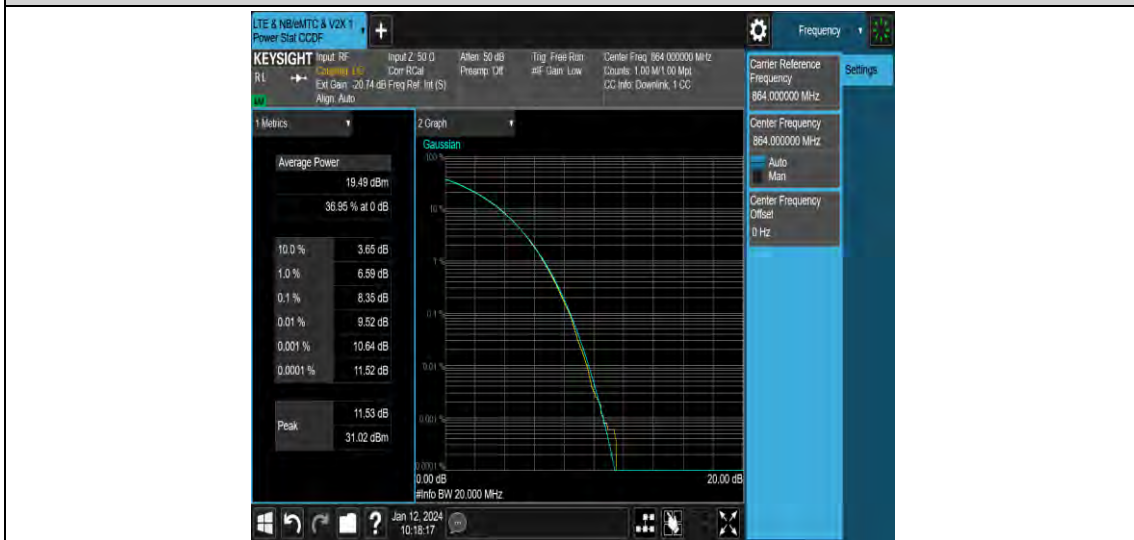 LTE & NB/eMTC & V2X 1
Power Stat CCDF
Frequency
KEYSIGHT
RL
Input: RF
Coupling: DC
Ext Gain: -20.74 dB
Align: Auto
Input Z: 50 Ω
Corr RCal
Freq Ref: Int (S)
Atten: 50 dB
Preamp: Off
Trig: Free Run
#IF Gain: Low
Center Freq: 864.000000 MHz
Counts: 1.00 M/1.00 Mpt
CC Info: Downlink, 1 CC
Carrier Reference
Frequency
864.000000 MHz
Settings
Center Frequency
864.000000 MHz
Auto
Man
Center Frequency
Offset
0 Hz
1 Metrics
Average Power
19.49 dBm
36.95 % at 0 dB
10.0 % 3.65 dB
1.0 % 6.59 dB
0.1 % 8.35 dB
0.01 % 9.52 dB
0.001 % 10.64 dB
0.0001 % 11.52 dB
Peak
11.53 dB
31.02 dBm
2 Graph
Gaussian
100 %
10 %
1 %
0.1 %
0.01 %
0.001 %
0.0001 %
0.00 dB
20.00 dB
#Info BW 20.000 MHz
?
Jan 12, 2024
10:18:17